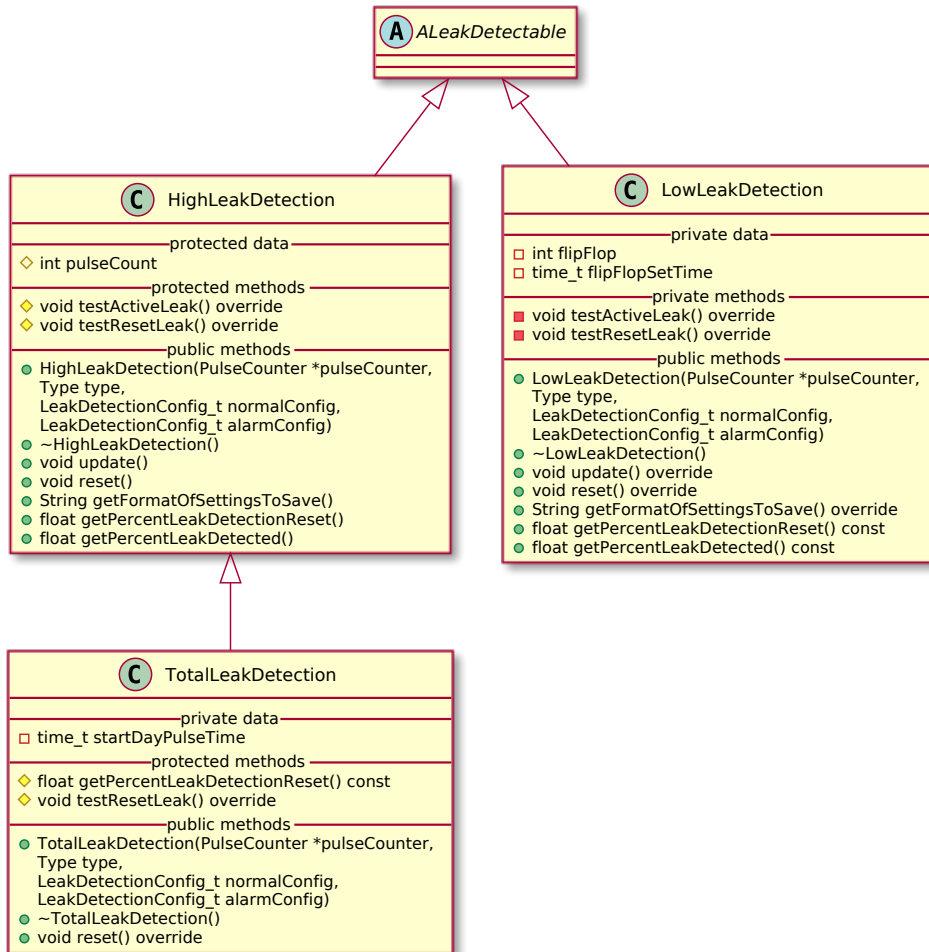 A ALeakDetectable
C HighLeakDetection
protected data
int pulseCount
protected methods
void testActiveLeak() override
void testResetLeak() override
public methods
HighLeakDetection(PulseCounter *pulseCounter,
Type type,
LeakDetectionConfig_t normalConfig,
LeakDetectionConfig_t alarmConfig)
~HighLeakDetection()
void update()
void reset()
String getFormatOfSettingsToSave()
float getPercentLeakDetectionReset()
float getPercentLeakDetected()
C LowLeakDetection
private data
int flipFlop
time_t flipFlopSetTime
private methods
void testActiveLeak() override
void testResetLeak() override
public methods
LowLeakDetection(PulseCounter *pulseCounter,
Type type,
LeakDetectionConfig_t normalConfig,
LeakDetectionConfig_t alarmConfig)
~LowLeakDetection()
void update() override
void reset() override
String getFormatOfSettingsToSave() override
float getPercentLeakDetectionReset() const
float getPercentLeakDetected() const
C TotalLeakDetection
private data
time_t startDayPulseTime
protected methods
float getPercentLeakDetectionReset() const
void testResetLeak() override
public methods
TotalLeakDetection(PulseCounter *pulseCounter,
Type type,
LeakDetectionConfig_t normalConfig,
LeakDetectionConfig_t alarmConfig)
~TotalLeakDetection()
void reset() override